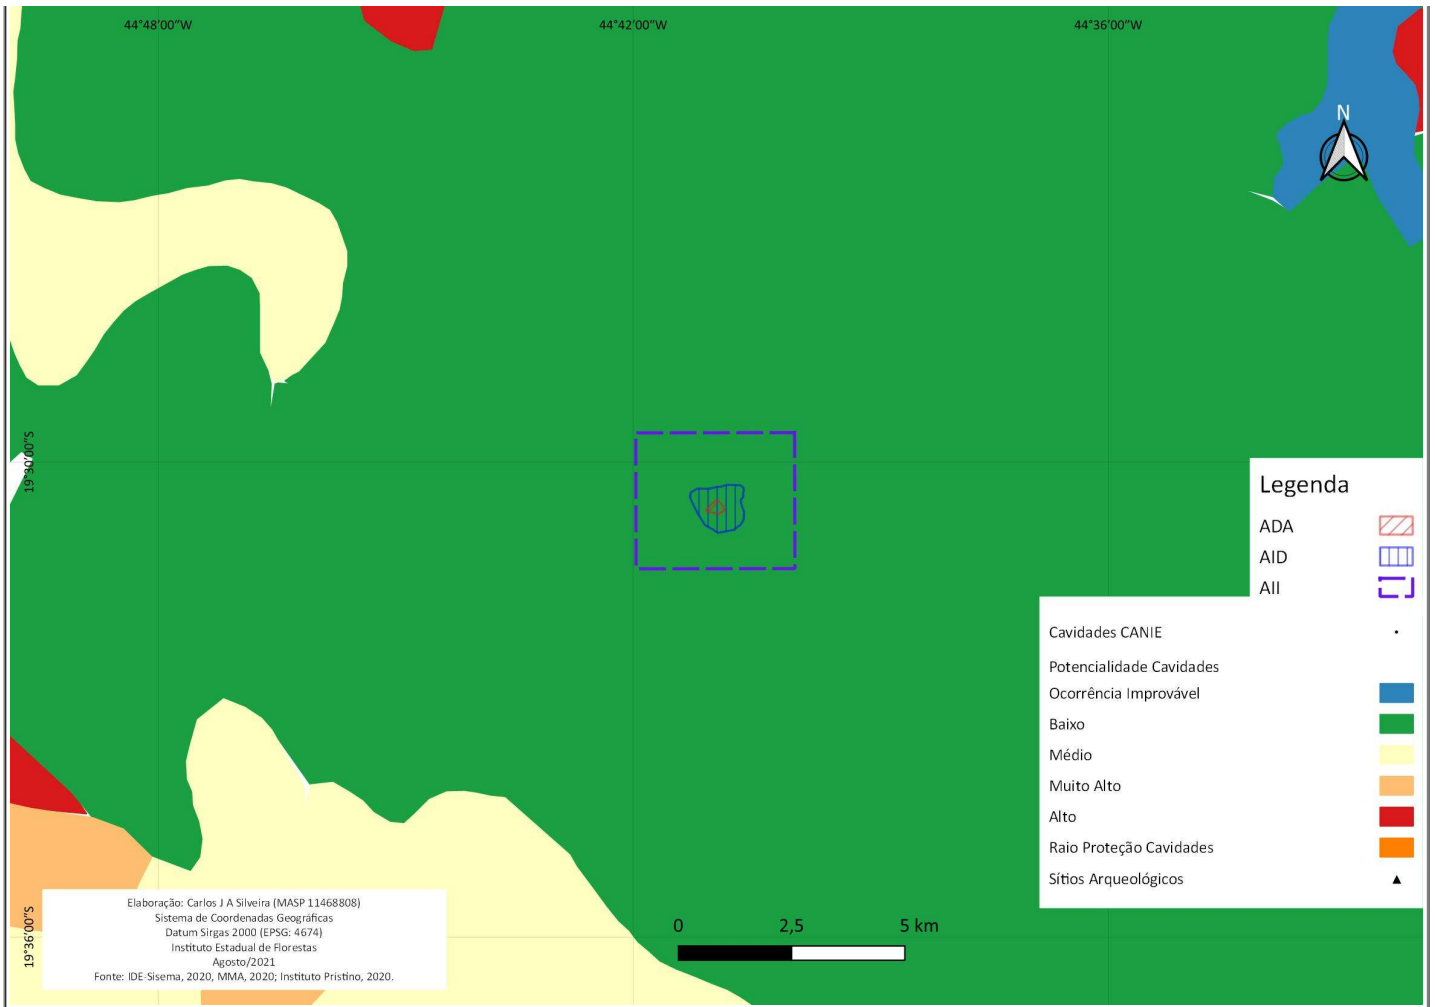 44°48'00"W
44°42'00"W
44°36'00"W
N
19°30'00"S
Legenda
ADA
AID
AII
Cavidades CANIE
Potencialidade Cavidades
Ocorrência Improvável
Baixo
Médio
Muito Alto
Alto
Raio Proteção Cavidades
Sítios Arqueológicos
19°36'00"S
Elaboração: Carlos J A Silveira (MASP 11468808)
Sistema de Coordenadas Geográficas
Datum Sirgas 2000 (EPSG: 4674)
Instituto Estadual de Florestas
Agosto/2021
Fonte: IDE-Sisema, 2020, MMA, 2020; Instituto Prístino, 2020.
0 2,5 5 km